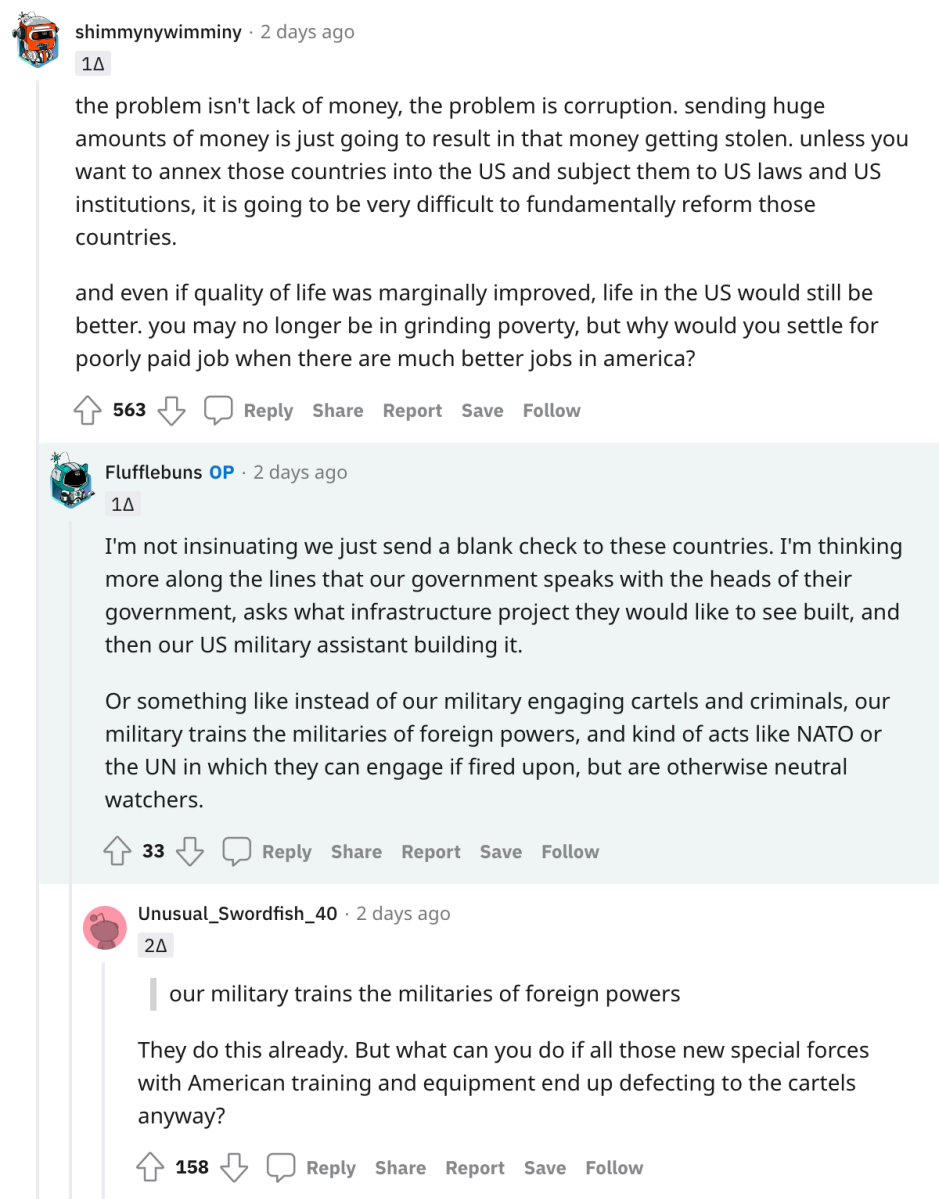 shimmynywimminy · 2 days ago
1Δ
the problem isn't lack of money, the problem is corruption. sending huge
amounts of money is just going to result in that money getting stolen. unless you
want to annex those countries into the US and subject them to US laws and US
institutions, it is going to be very difficult to fundamentally reform those
countries.
and even if quality of life was marginally improved, life in the US would still be
better. you may no longer be in grinding poverty, but why would you settle for
poorly paid job when there are much better jobs in america?
563 Reply Share Report Save Follow
Flufflebuns OP · 2 days ago
1Δ
I'm not insinuating we just send a blank check to these countries. I'm thinking
more along the lines that our government speaks with the heads of their
government, asks what infrastructure project they would like to see built, and
then our US military assistant building it.
Or something like instead of our military engaging cartels and criminals, our
military trains the militaries of foreign powers, and kind of acts like NATO or
the UN in which they can engage if fired upon, but are otherwise neutral
watchers.
33 Reply Share Report Save Follow
Unusual_Swordfish_40 · 2 days ago
2Δ
our military trains the militaries of foreign powers
They do this already. But what can you do if all those new special forces
with American training and equipment end up defecting to the cartels
anyway?
158 Reply Share Report Save Follow